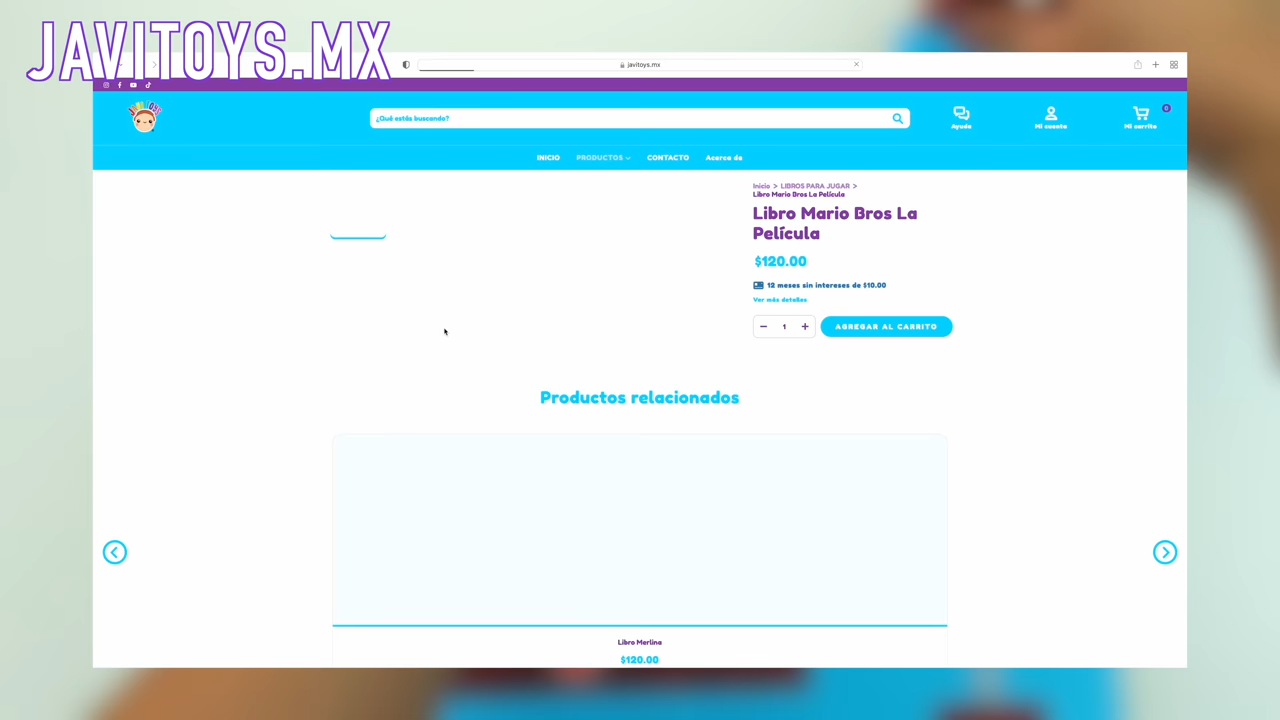 JAVITOYS.MX
javitoys.mx
¿Qué estás buscando?
Ayuda
Mi cuenta
0
Mi carrito
INICIO PRODUCTOS CONTACTO Acerca de
Inicio > LIBROS PARA JUGAR >
Libro Mario Bros La Película
Libro Mario Bros La
Película
$120.00
12 meses sin intereses de $10.00
Ver más detalles
− 1 + AGREGAR AL CARRITO
Productos relacionados
Libro Merlina
$120.00